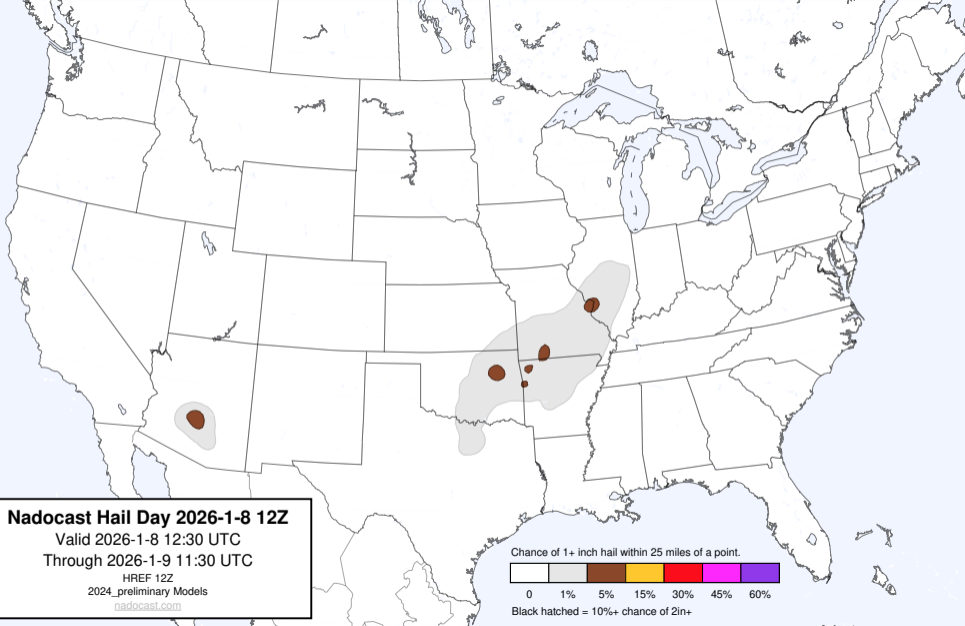 Nadocast Hail Day 2026-1-8 12Z
Valid 2026-1-8 12:30 UTC
Through 2026-1-9 11:30 UTC
HREF 12Z
2024_preliminary Models
nadocast.com
Chance of 1+ inch hail within 25 miles of a point.
0 1% 5% 15% 30% 45% 60%
Black hatched = 10%+ chance of 2in+